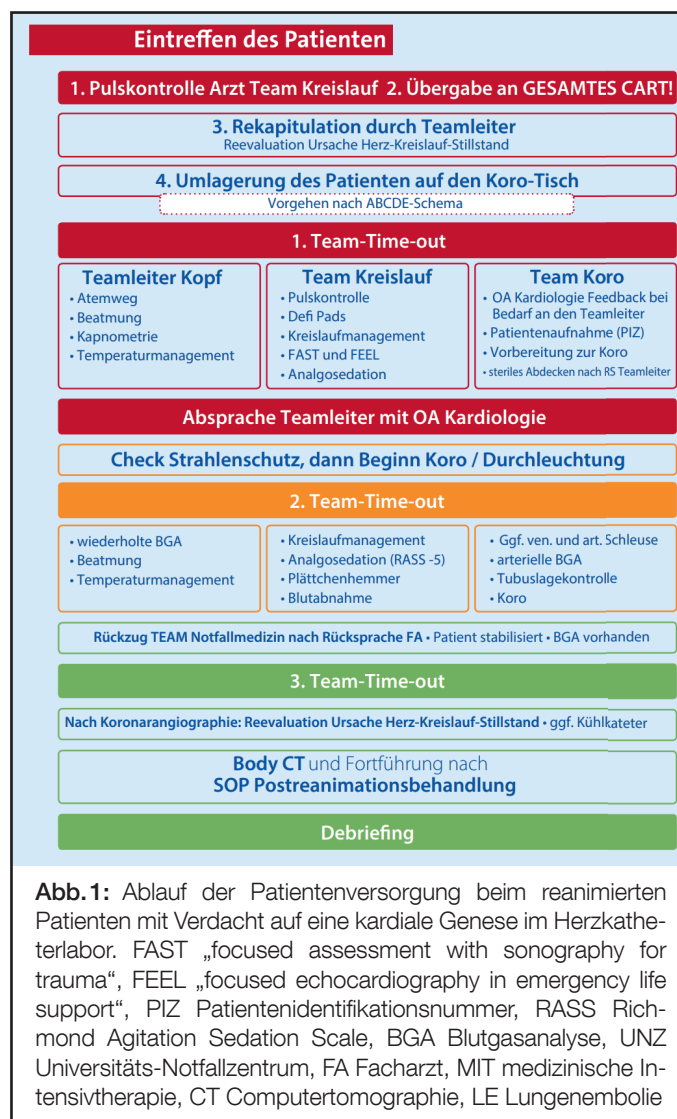 Eintreffen des Patienten
1. Pulskontrolle Arzt Team Kreislauf 2. Übergabe an GESAMTES CART!
3. Rekapitulation durch Teamleiter
Reevaluation Ursache Herz-Kreislauf-Stillstand
4. Umlagerung des Patienten auf den Koro-Tisch
Vorgehen nach ABCDE-Schema
1. Team-Time-out
Teamleiter Kopf
• Atemweg
• Beatmung
• Kapnometrie
• Temperaturmanagement
Team Kreislauf
• Pulskontrolle
• Defi Pads
• Kreislaufmanagement
• FAST und FEEL
• Analgosedation
Team Koro
• OA Kardiologie Feedback bei
Bedarf an den Teamleiter
• Patientenaufnahme (PIZ)
• Vorbereitung zur Koro
• steriles Abdecken nach RS Teamleiter
Absprache Teamleiter mit OA Kardiologie
Check Strahlenschutz, dann Beginn Koro / Durchleuchtung
2. Team-Time-out
• wiederholte BGA
• Beatmung
• Temperaturmanagement
• Kreislaufmanagement
• Analgosedation (RASS -5)
• Plättchenhemmer
• Blutabnahme
• Ggf. ven. und art. Schleuse
• arterielle BGA
• Tubuslagekontrolle
• Koro
Rückzug TEAM Notfallmedizin nach Rücksprache FA • Patient stabilisiert • BGA vorhanden
3. Team-Time-out
Nach Koronarangiographie: Reevaluation Ursache Herz-Kreislauf-Stillstand • ggf. Kühlkateter
Body CT und Fortführung nach
SOP Postreanimationsbehandlung
Debriefing
Abb.1: Ablauf der Patientenversorgung beim reanimierten
Patienten mit Verdacht auf eine kardiale Genese im Herzkathe-
terlabor. FAST „focused assessment with sonography for
trauma“, FEEL „focused echocardiography in emergency life
support“, PIZ Patientenidentifikationsnummer, RASS Rich-
mond Agitation Sedation Scale, BGA Blutgasanalyse, UNZ
Universitäts-Notfallzentrum, FA Facharzt, MIT medizinische In-
tensivtherapie, CT Computertomographie, LE Lungenembolie